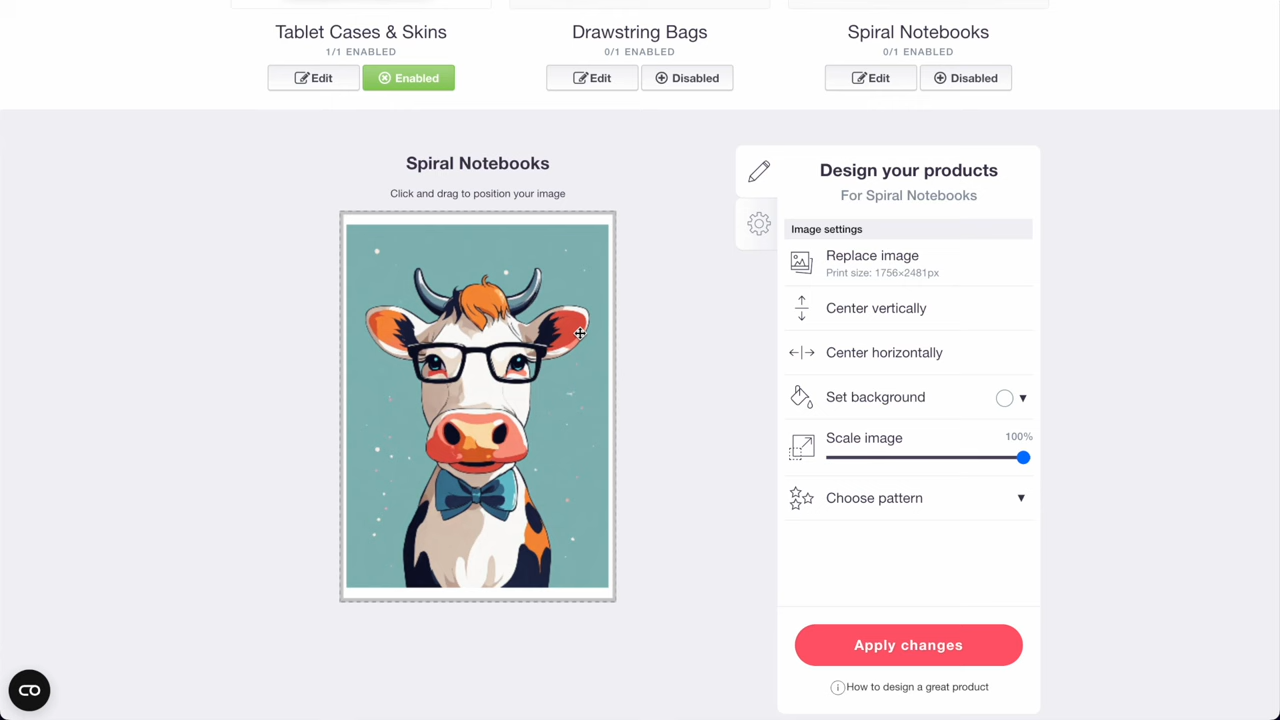 Tablet Cases & Skins
1/1 ENABLED
Edit
Enabled
Drawstring Bags
0/1 ENABLED
Edit
Disabled
Spiral Notebooks
0/1 ENABLED
Edit
Disabled
Spiral Notebooks
Click and drag to position your image
Design your products
For Spiral Notebooks
Image settings
Replace image
Print size: 1756×2481px
Center vertically
Center horizontally
Set background
Scale image
100%
Choose pattern
Apply changes
How to design a great product